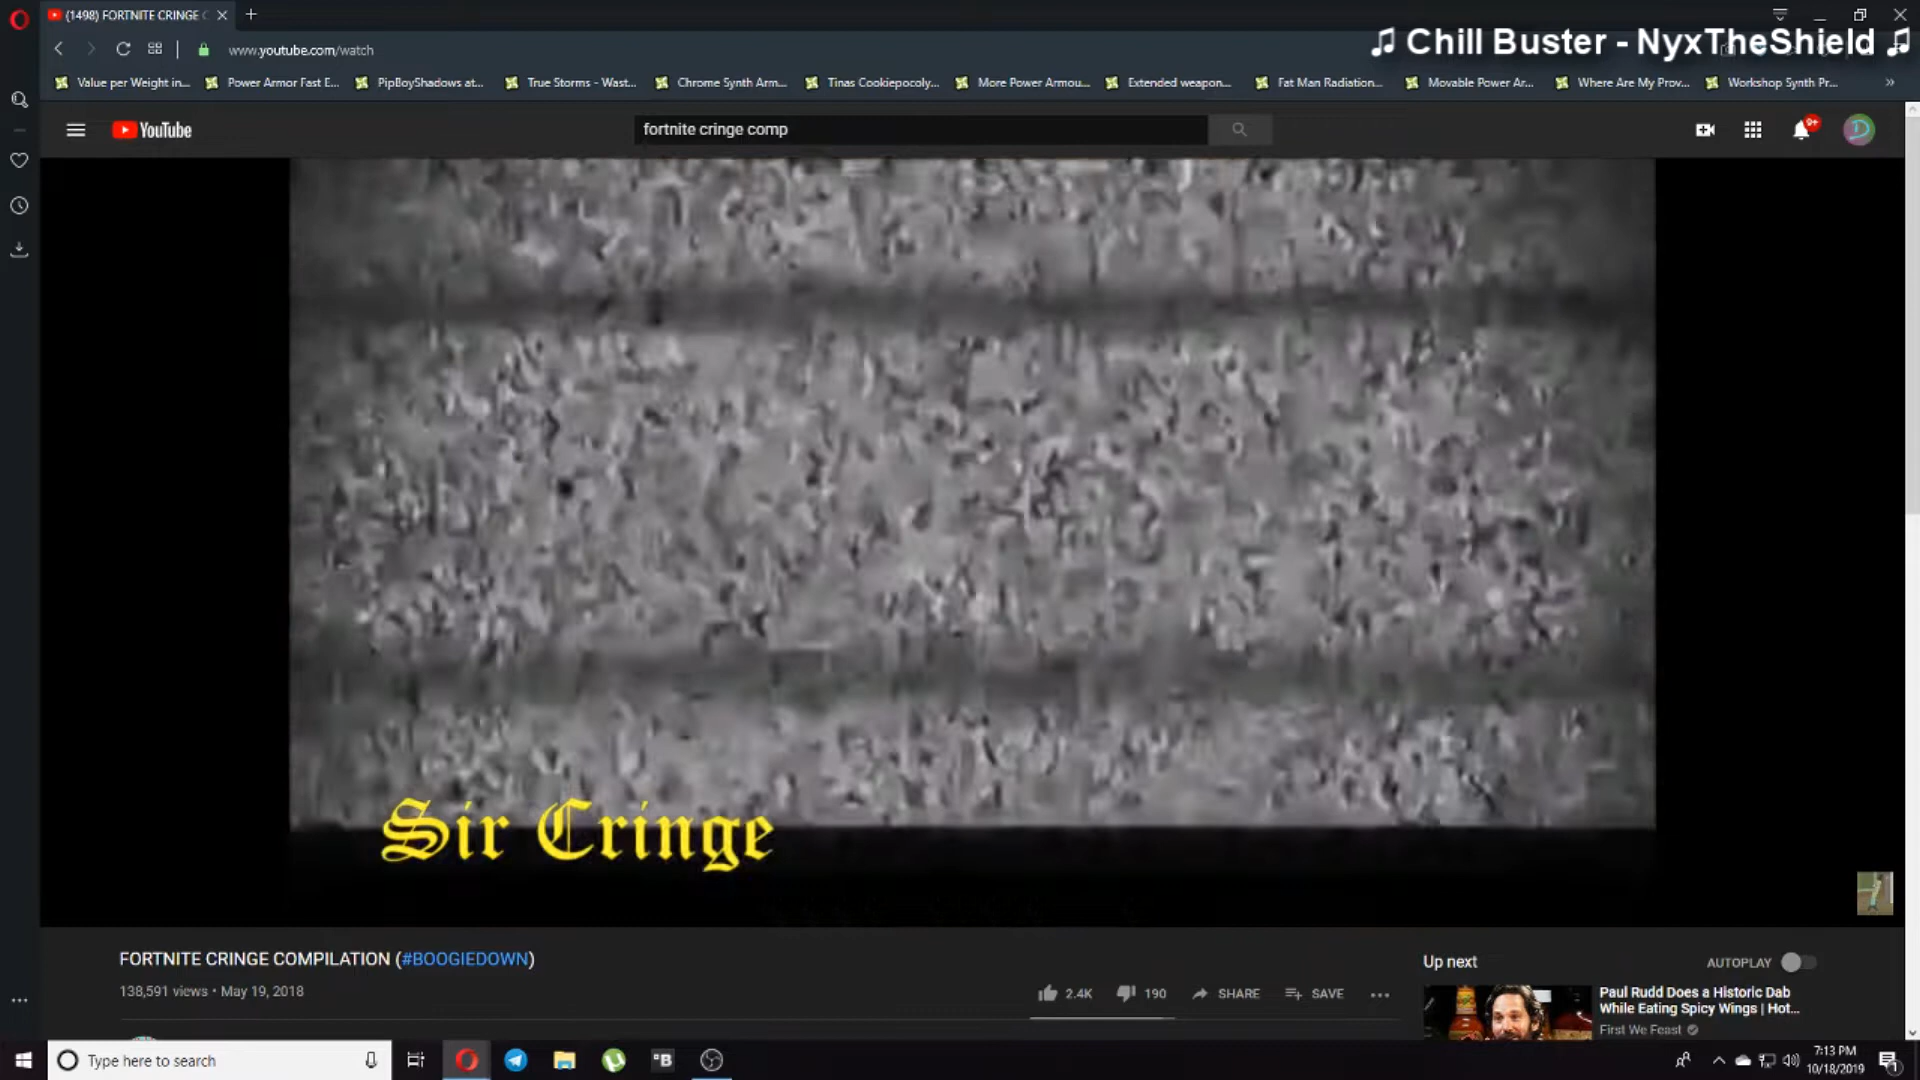 (1498) FORTNITE CRINGE C
♫ Chill Buster - NyxTheShield ♫
www.youtube.com/watch
Value per Weight in... Power Armor Fast E... PipBoyShadows at... True Storms - Wast... Chrome Synth Arm... Tinas Cookiepocoly... More Power Armou... Extended weapon... Fat Man Radiation... Movable Power Ar... Where Are My Prov... Workshop Synth Pr... »
YouTube
fortnite cringe comp
9+
Sir Cringe
FORTNITE CRINGE COMPILATION (#BOOGIEDOWN)
138,591 views • May 19, 2018
2.4K 190 SHARE SAVE
Up next AUTOPLAY
Paul Rudd Does a Historic Dab
While Eating Spicy Wings | Hot...
First We Feast
Type here to search
B
7:13 PM
10/18/2019
1